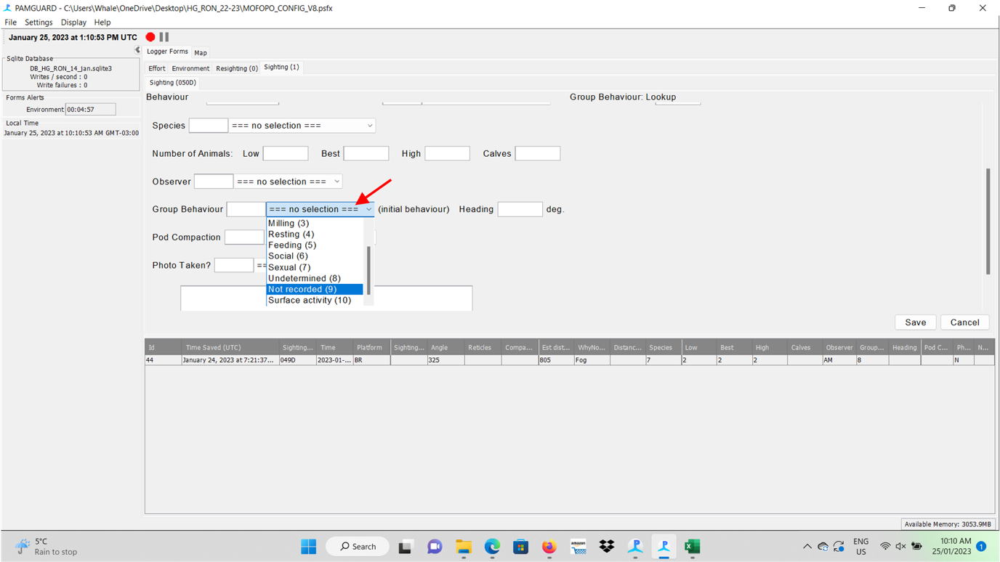 PAMGUARD - C:\Users\Whale\OneDrive\Desktop\HG_RON_22-23\MOFOPO_CONFIG_V8.psfx
File Settings Display Help
January 25, 2023 at 1:10:53 PM UTC
Logger Forms Map
Sqlite Database
DB_HG_RON_14_jan.sqlite3
Writes / second : 0
Write failures : 0
Forms Alerts
Environment 00:04:57
Local Time
January 25, 2023 at 10:10:53 AM GMT-03:00
Effort Environment Resighting (0) Sighting (1)
Sighting (050D)
Behaviour Group Behaviour: Lookup
Species === no selection ===
Number of Animals: Low Best High Calves
Observer === no selection ===
Group Behaviour === no selection === (initial behaviour) Heading deg.
Milling (3)
Resting (4)
Feeding (5)
Social (6)
Sexual (7)
Undetermined (8)
Not recorded (9)
Surface activity (10)
Pod Compaction
Photo Taken? ==
Save Cancel
Id Time Saved (UTC) Sighting... Time Platform Sighting... Angle Reticles Compa... Est dist... WhyNo... Distanc... Species Low Best High Calves Observer Group... Heading Pod C... Ph... N...
44 January 24, 2023 at 7:21:37... 049D 2023-01-... BR 325 805 Fog 7 2 2 2 AM 8 N
Available Memory: 3053.9MB
5°C
Rain to stop
Search
amazon
ENG
US
10:10 AM
25/01/2023
1